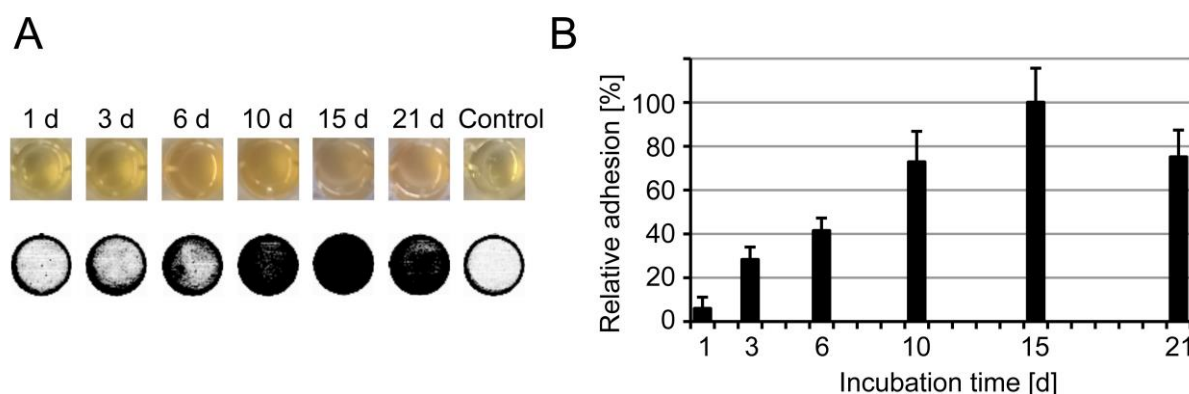 A
1 d 3 d 6 d 10 d 15 d 21 d Control
B
Relative adhesion [%]
100
80
60
40
20
0
1 3 6 10 15 21
Incubation time [d]